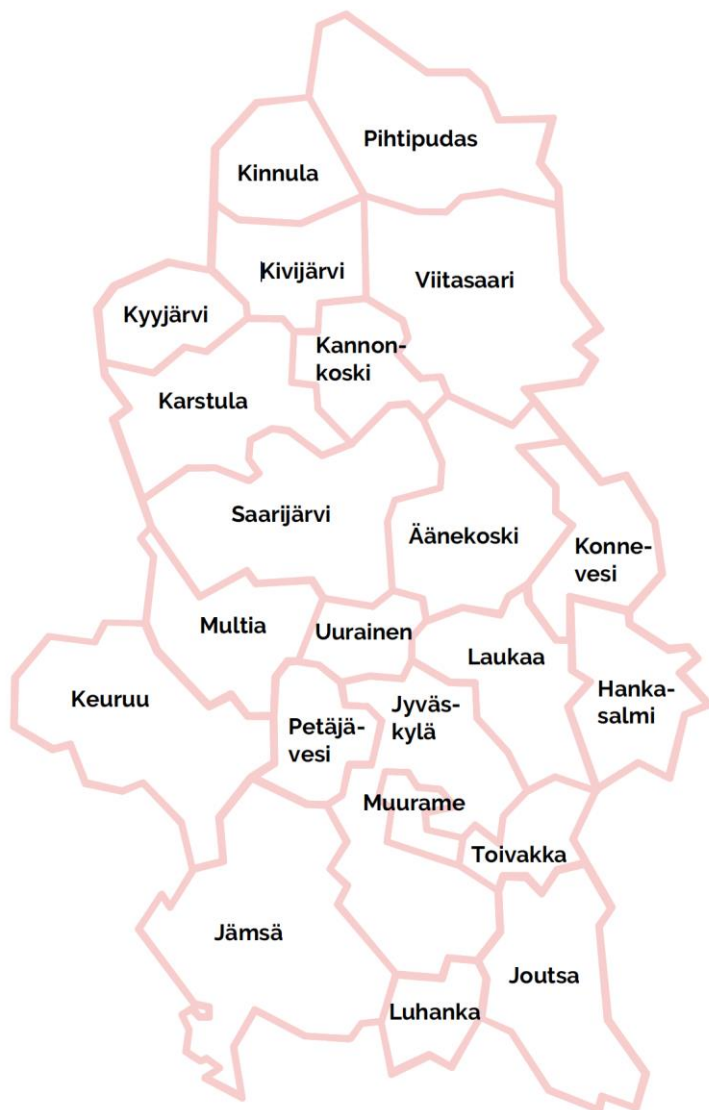 Pihtipudas
Kinnula
Kivijärvi
Viitasaari
Kyyjärvi
Kannon-
koski
Karstula
Saarijärvi
Äänekoski
Konne-
vesi
Multia
Uurainen
Laukaa
Keuruu
Hanka-
salmi
Petäjä-
vesi
Jyväs-
kylä
Muurame
Toivakka
Jämsä
Joutsa
Luhanka